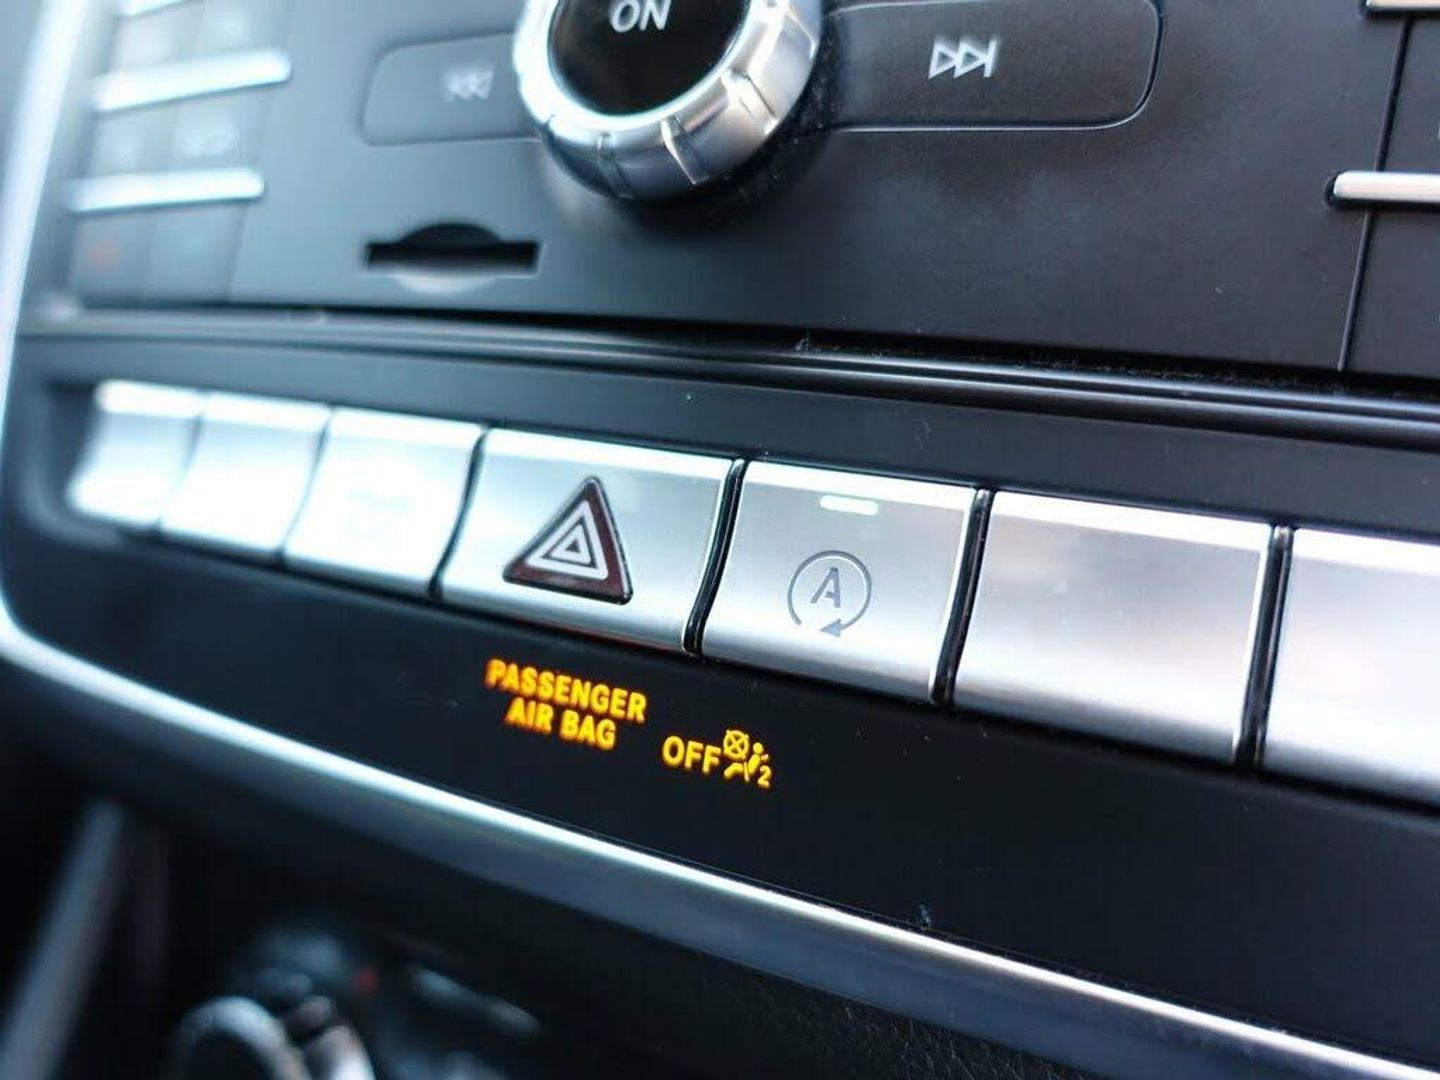 ON
A
PASSENGER
AIR BAG
OFF 2